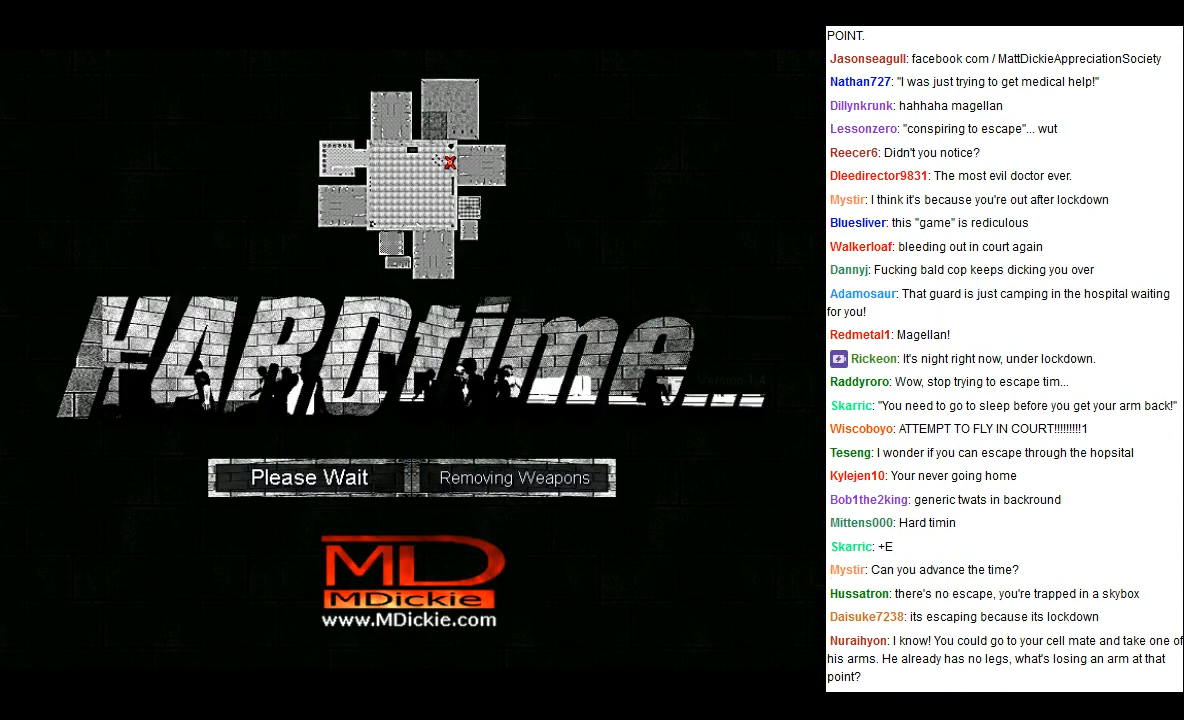 HARDtime...
Version 1.4
Please Wait
Removing Weapons
MD
MDickie
www.MDickie.com
POINT.
Jasonseagull: facebook com / MattDickieAppreciationSociety
Nathan727: "I was just trying to get medical help!"
Dillynkrunk: hahhaha magellan
Lessonzero: "conspiring to escape"... wut
Reecer6: Didn't you notice?
Dleedirector9831: The most evil doctor ever.
Mystir: I think it's because you're out after lockdown
Bluesliver: this "game" is rediculous
Walkerloaf: bleeding out in court again
Dannyj: Fucking bald cop keeps dicking you over
Adamosaur: That guard is just camping in the hospital waiting
for you!
Redmetal1: Magellan!
Rickeon: It's night right now, under lockdown.
Raddyroro: Wow, stop trying to escape tim...
Skarric: "You need to go to sleep before you get your arm back!"
Wiscoboyo: ATTEMPT TO FLY IN COURT!!!!!!!!!1
Teseng: I wonder if you can escape through the hopsital
Kylejen10: Your never going home
Bob1the2king: generic twats in backround
Mittens000: Hard timin
Skarric: +E
Mystir: Can you advance the time?
Hussatron: there's no escape, you're trapped in a skybox
Daisuke7238: its escaping because its lockdown
Nuraihyon: I know! You could go to your cell mate and take one of
his arms. He already has no legs, what's losing an arm at that
point?